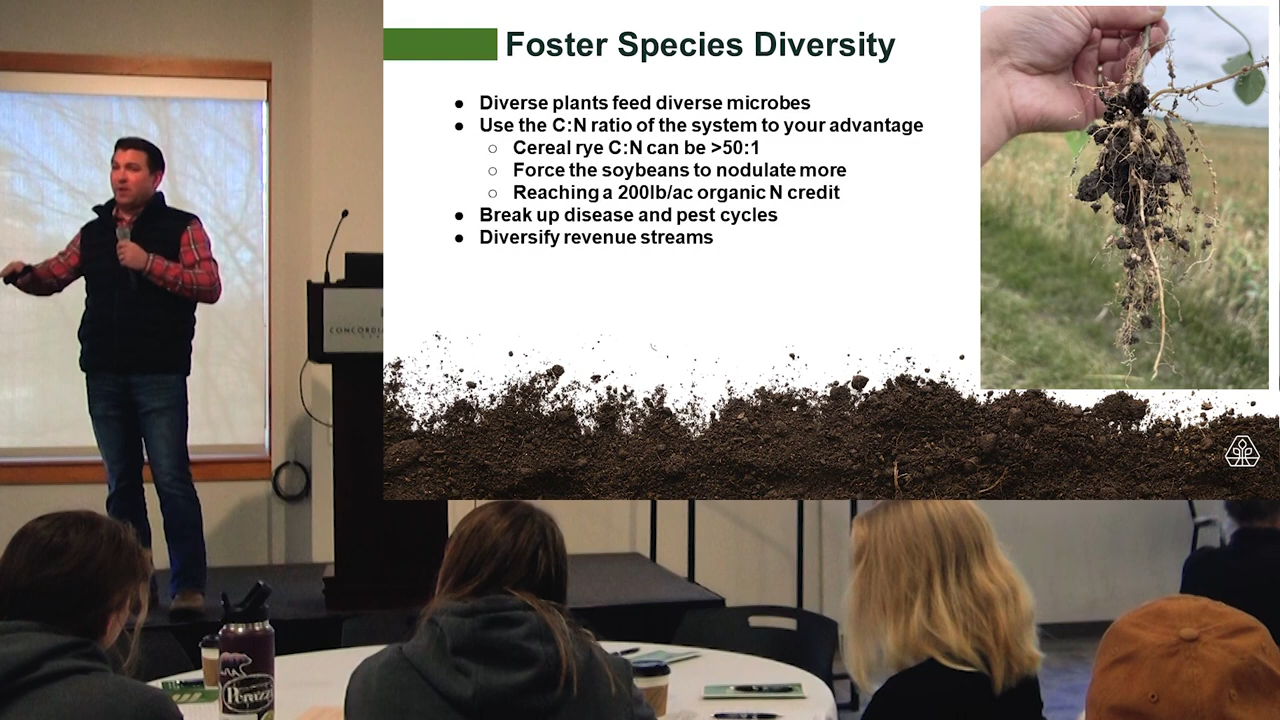 Foster Species Diversity
● Diverse plants feed diverse microbes
● Use the C:N ratio of the system to your advantage
○ Cereal rye C:N can be >50:1
○ Force the soybeans to nodulate more
○ Reaching a 200lb/ac organic N credit
● Break up disease and pest cycles
● Diversify revenue streams